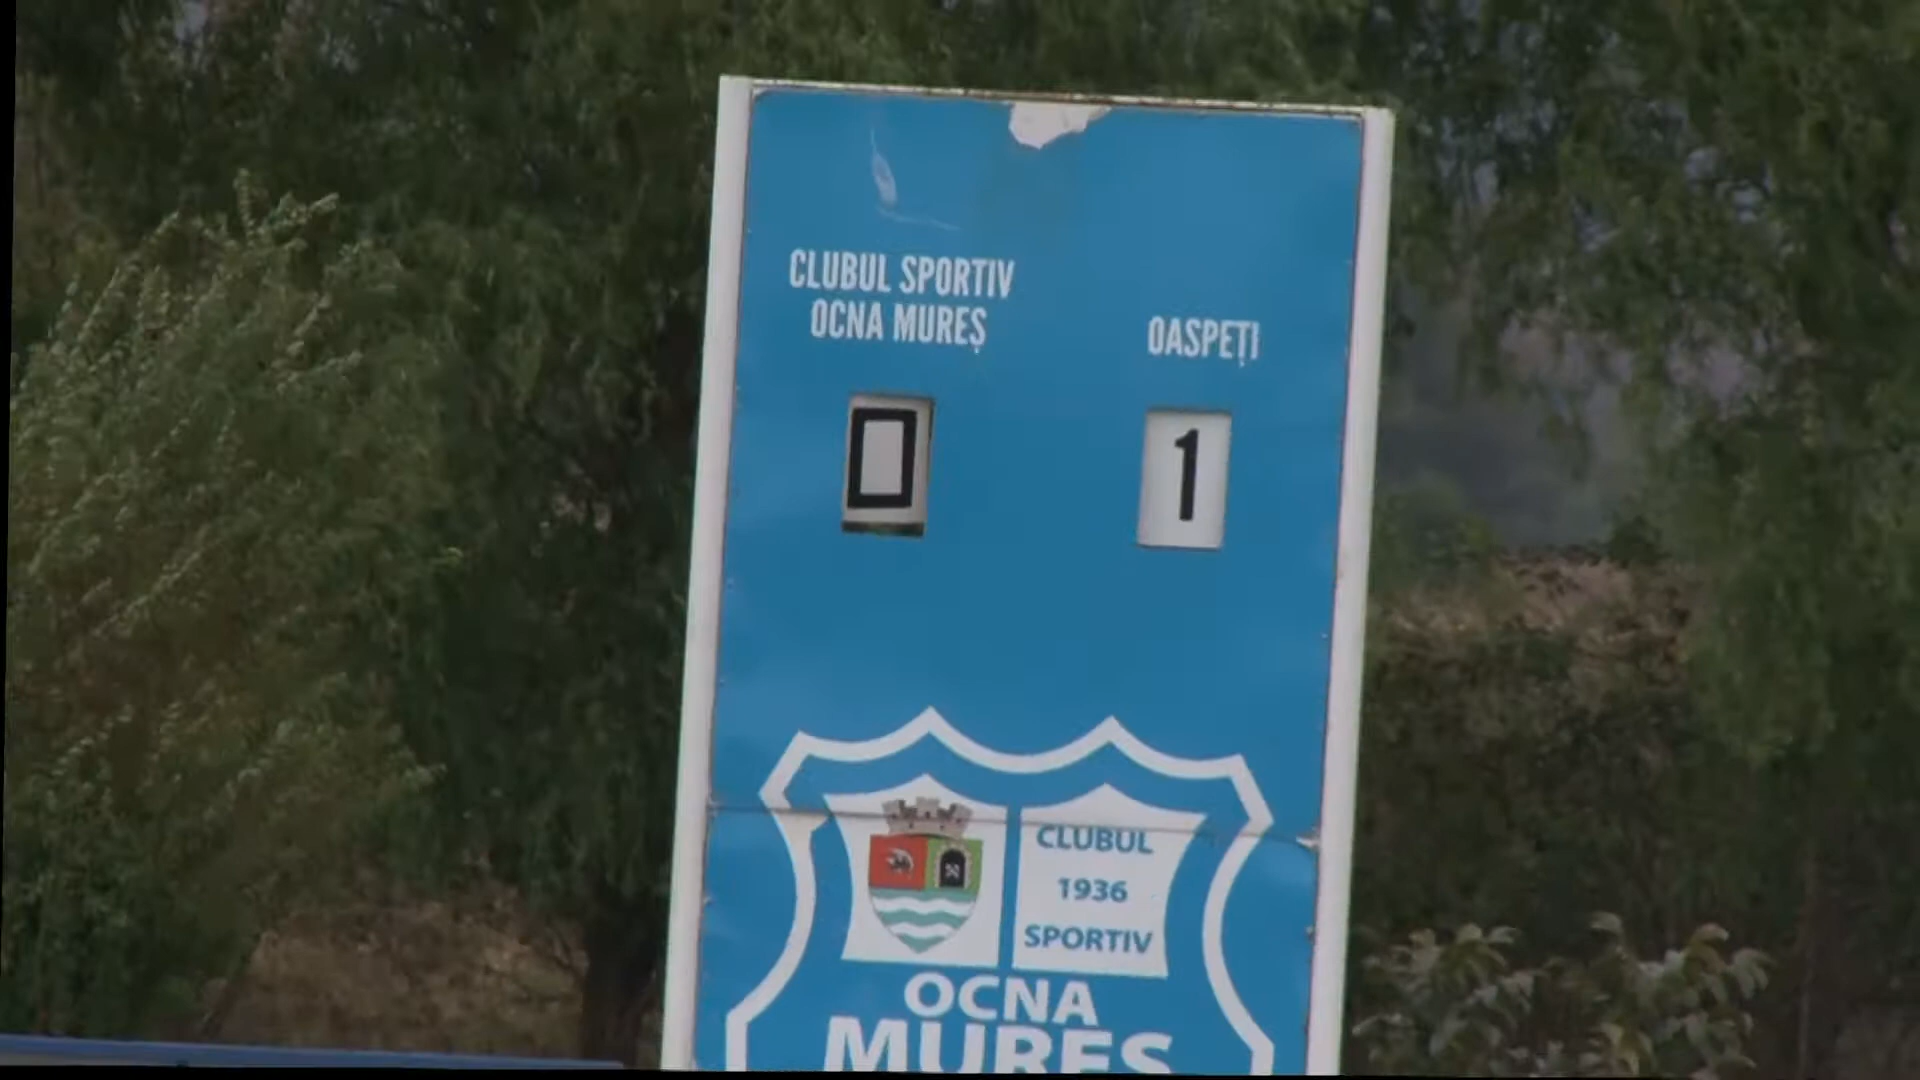 CLUBUL SPORTIV
OCNA MUREȘ
OASPEȚI
0
1
CLUBUL
1936
SPORTIV
OCNA
MUREȘ